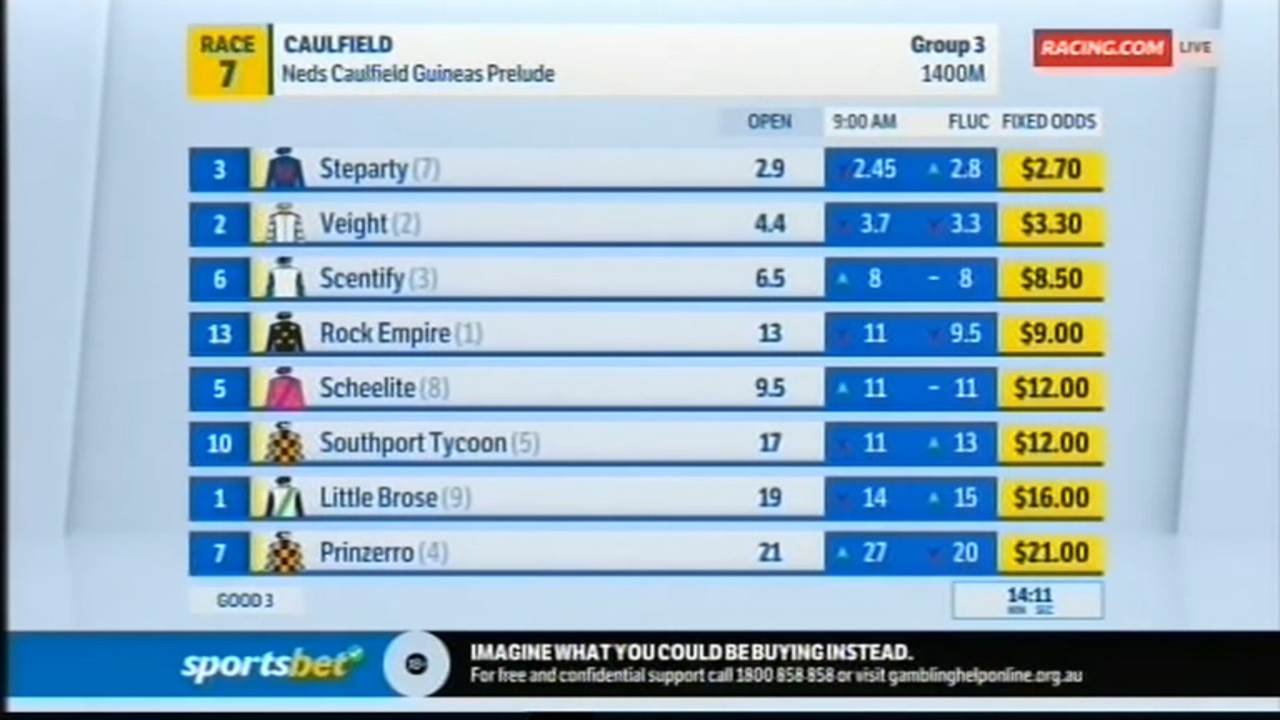 RACE 7
CAULFIELD
Group 3
Neds Caulfield Guineas Prelude
1400M
RACING.COM LIVE
OPEN 9:00 AM FLUC FIXED ODDS
3 Steparty (7) 2.9 2.45 2.8 $2.70
2 Veight (2) 4.4 3.7 3.3 $3.30
6 Scentify (3) 6.5 8 - 8 $8.50
13 Rock Empire (1) 13 11 9.5 $9.00
5 Scheelite (8) 9.5 11 - 11 $12.00
10 Southport Tycoon (5) 17 11 13 $12.00
1 Little Brose (9) 19 14 15 $16.00
7 Prinzerro (4) 21 27 20 $21.00
GOOD 3
14:11
MIN SEC
sportsbet
18+
IMAGINE WHAT YOU COULD BE BUYING INSTEAD.
For free and confidential support call 1800 858 858 or visit gamblinghelponline.org.au